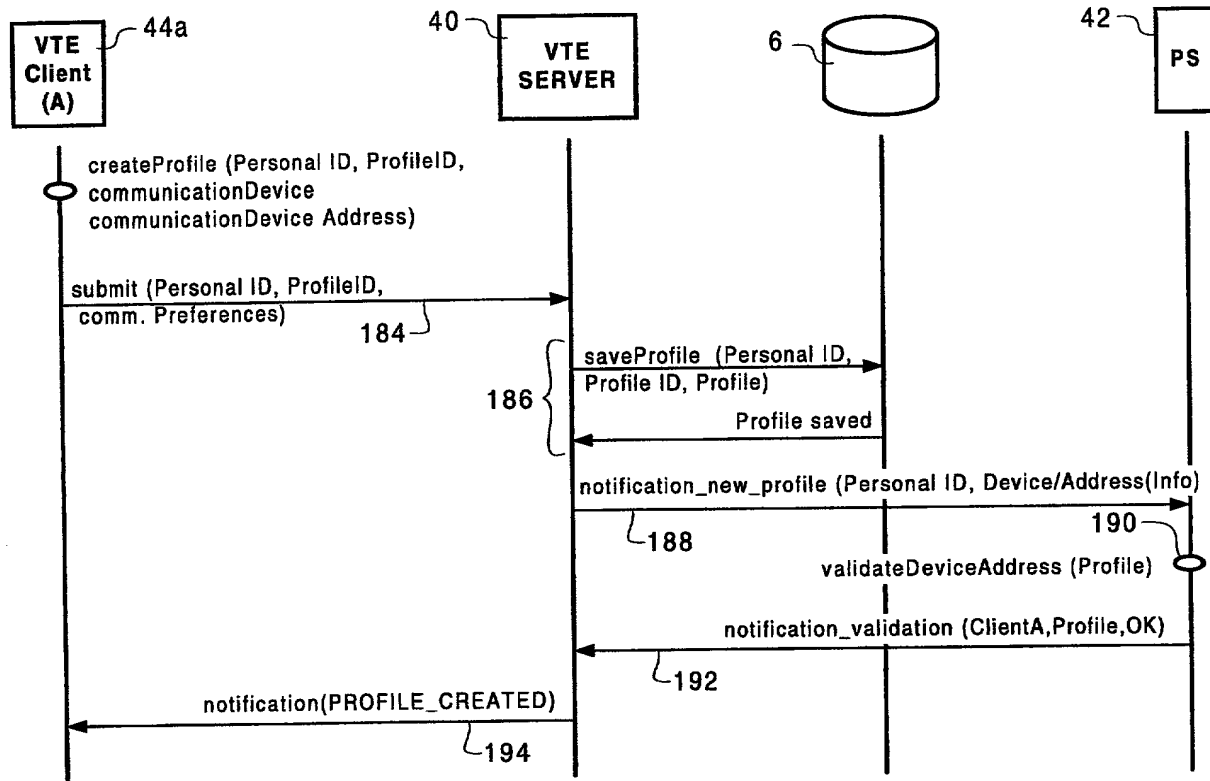 44a
40
6
42
VTE
Client
(A)
VTE
SERVER
PS
createProfile (Personal ID, ProfileID,
communicationDevice
communicationDevice Address)
submit (Personal ID, ProfileID,
comm. Preferences)
184
saveProfile (Personal ID,
Profile ID, Profile)
186
Profile saved
notification_new_profile (Personal ID, Device/Address(Info)
188
190
validateDeviceAddress (Profile)
notification_validation (ClientA,Profile,OK)
192
notification(PROFILE_CREATED)
194